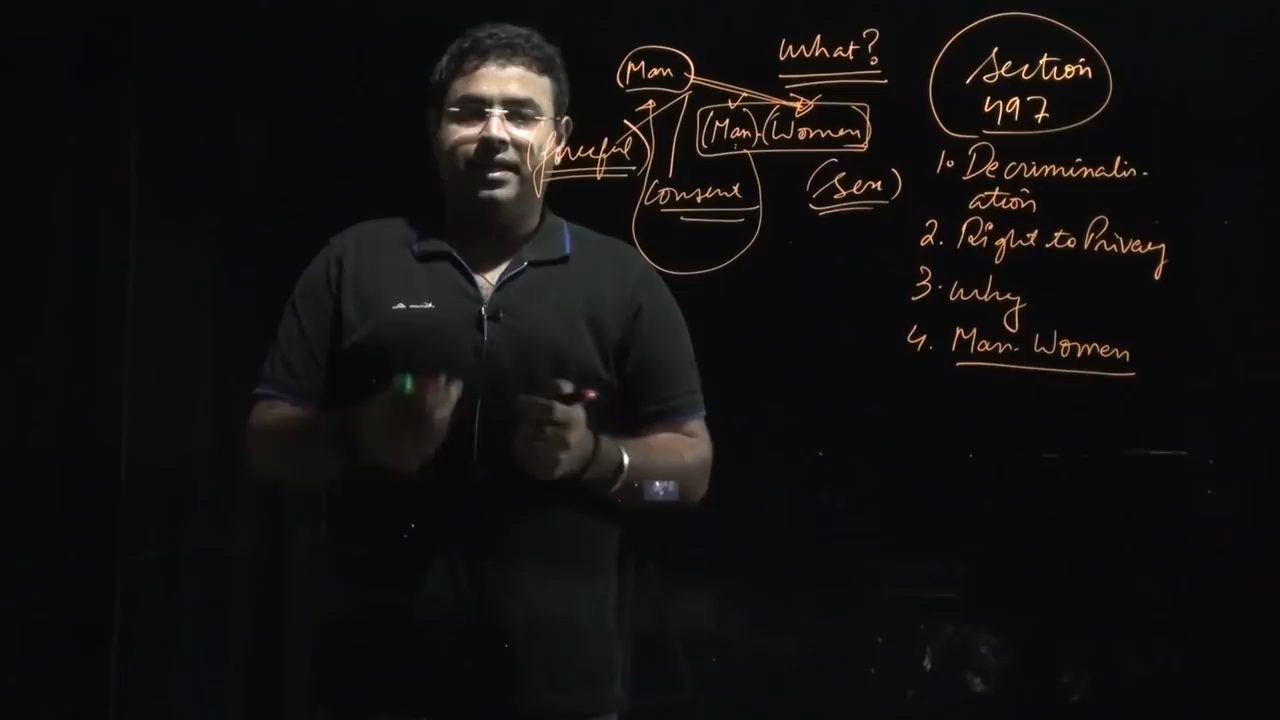 What?
Man
(Man)-(Women)
(forceful)
Consent
(Sex)
Section
497
1. Decriminalis-
ation
2. Right to Privacy
3. Why
4. Man-Women